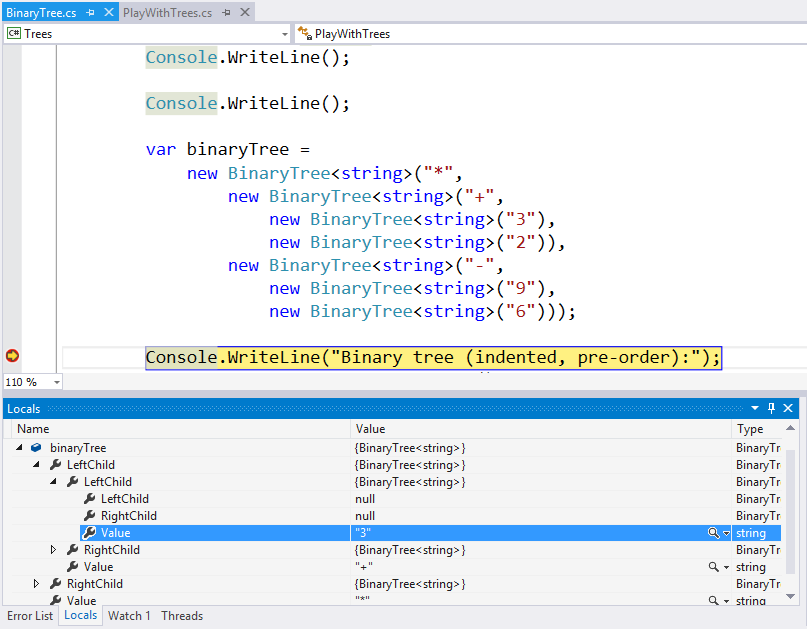 BinaryTree.cs PlayWithTrees.cs
C# Trees PlayWithTrees
Console.WriteLine();
Console.WriteLine();
var binaryTree =
new BinaryTree<string>("*",
new BinaryTree<string>("+",
new BinaryTree<string>("3"),
new BinaryTree<string>("2")),
new BinaryTree<string>("-",
new BinaryTree<string>("9"),
new BinaryTree<string>("6")));
Console.WriteLine("Binary tree (indented, pre-order):");
110 %
Locals
Name Value Type
binaryTree {BinaryTree<string>} BinaryTr
LeftChild {BinaryTree<string>} BinaryTr
LeftChild {BinaryTree<string>} BinaryTr
LeftChild null BinaryTr
RightChild null BinaryTr
Value "3" string
RightChild {BinaryTree<string>} BinaryTr
Value "+" string
RightChild {BinaryTree<string>} BinaryTr
Value "*" string
Error List Locals Watch 1 Threads